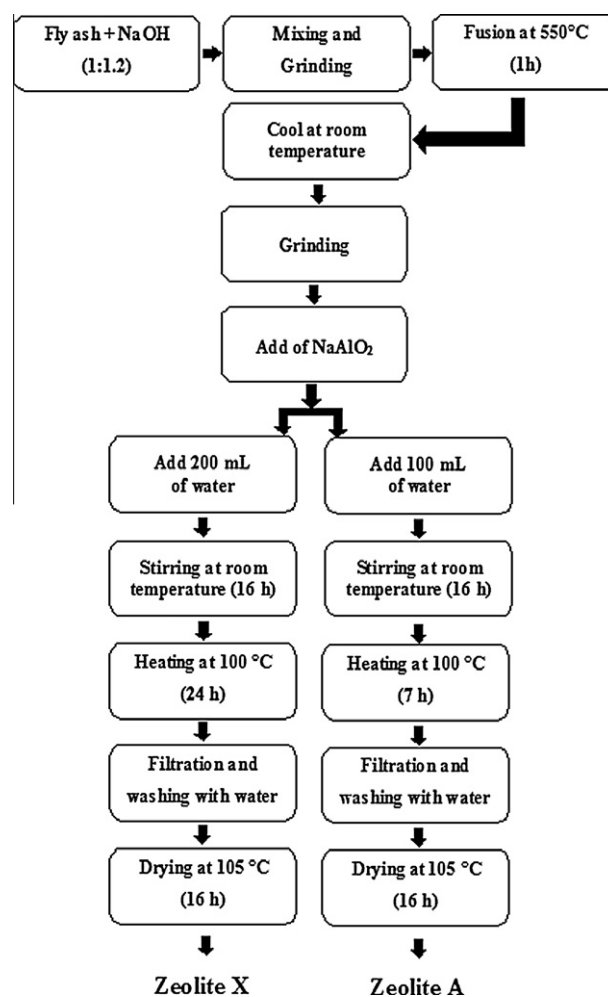 Fly ash + NaOH
(1:1.2)
Mixing and
Grinding
Fusion at 550°C
(1h)
Cool at room
temperature
Grinding
Add of NaAlO₂
Add 200 mL
of water
Stirring at room
temperature (16 h)
Heating at 100 °C
(24 h)
Filtration and
washing with water
Drying at 105 °C
(16 h)
Zeolite X
Add 100 mL
of water
Stirring at room
temperature (16 h)
Heating at 100 °C
(7 h)
Filtration and
washing with water
Drying at 105 °C
(16 h)
Zeolite A